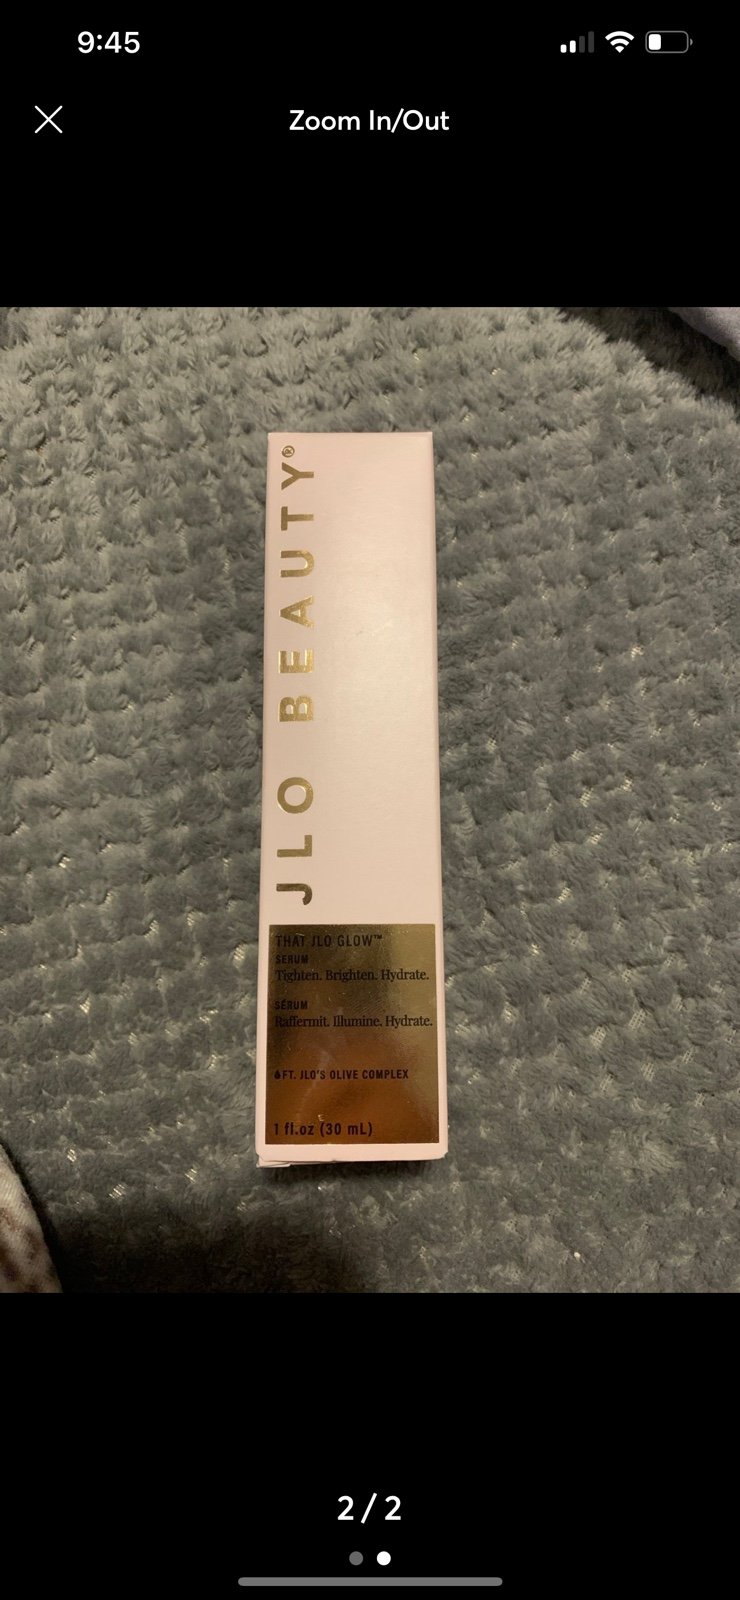 9:45
Zoom In/Out
JLO BEAUTY®
THAT JLO GLOW™
SERUM
Tighten. Brighten. Hydrate.
SÉRUM
Raffermit. Illumine. Hydrate.
FT. JLO'S OLIVE COMPLEX
1 fl.oz (30 mL)
2/2